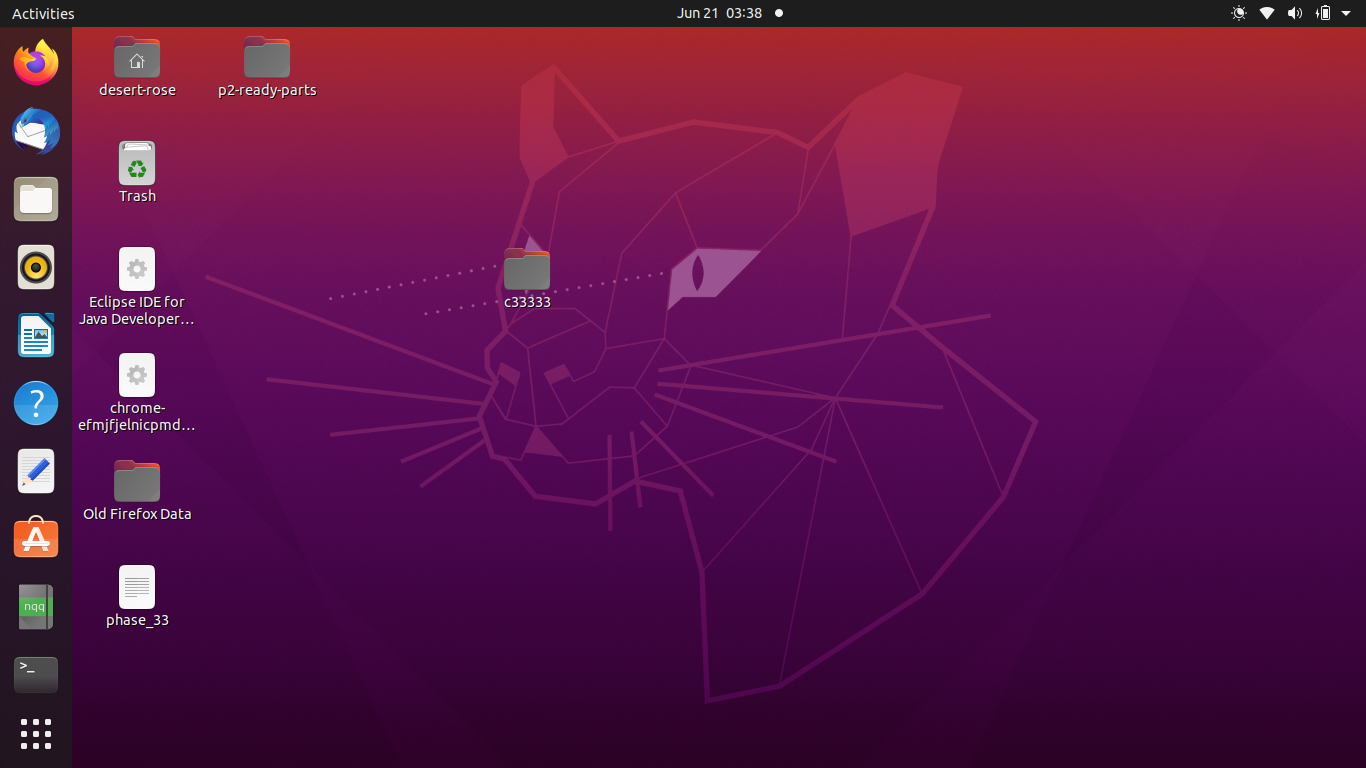 Activities
Jun 21 03:38
desert-rose
p2-ready-parts
Trash
Eclipse IDE for
Java Developer…
c33333
chrome-
efmjfjelnicpmd…
Old Firefox Data
phase_33
?
nqq
>_